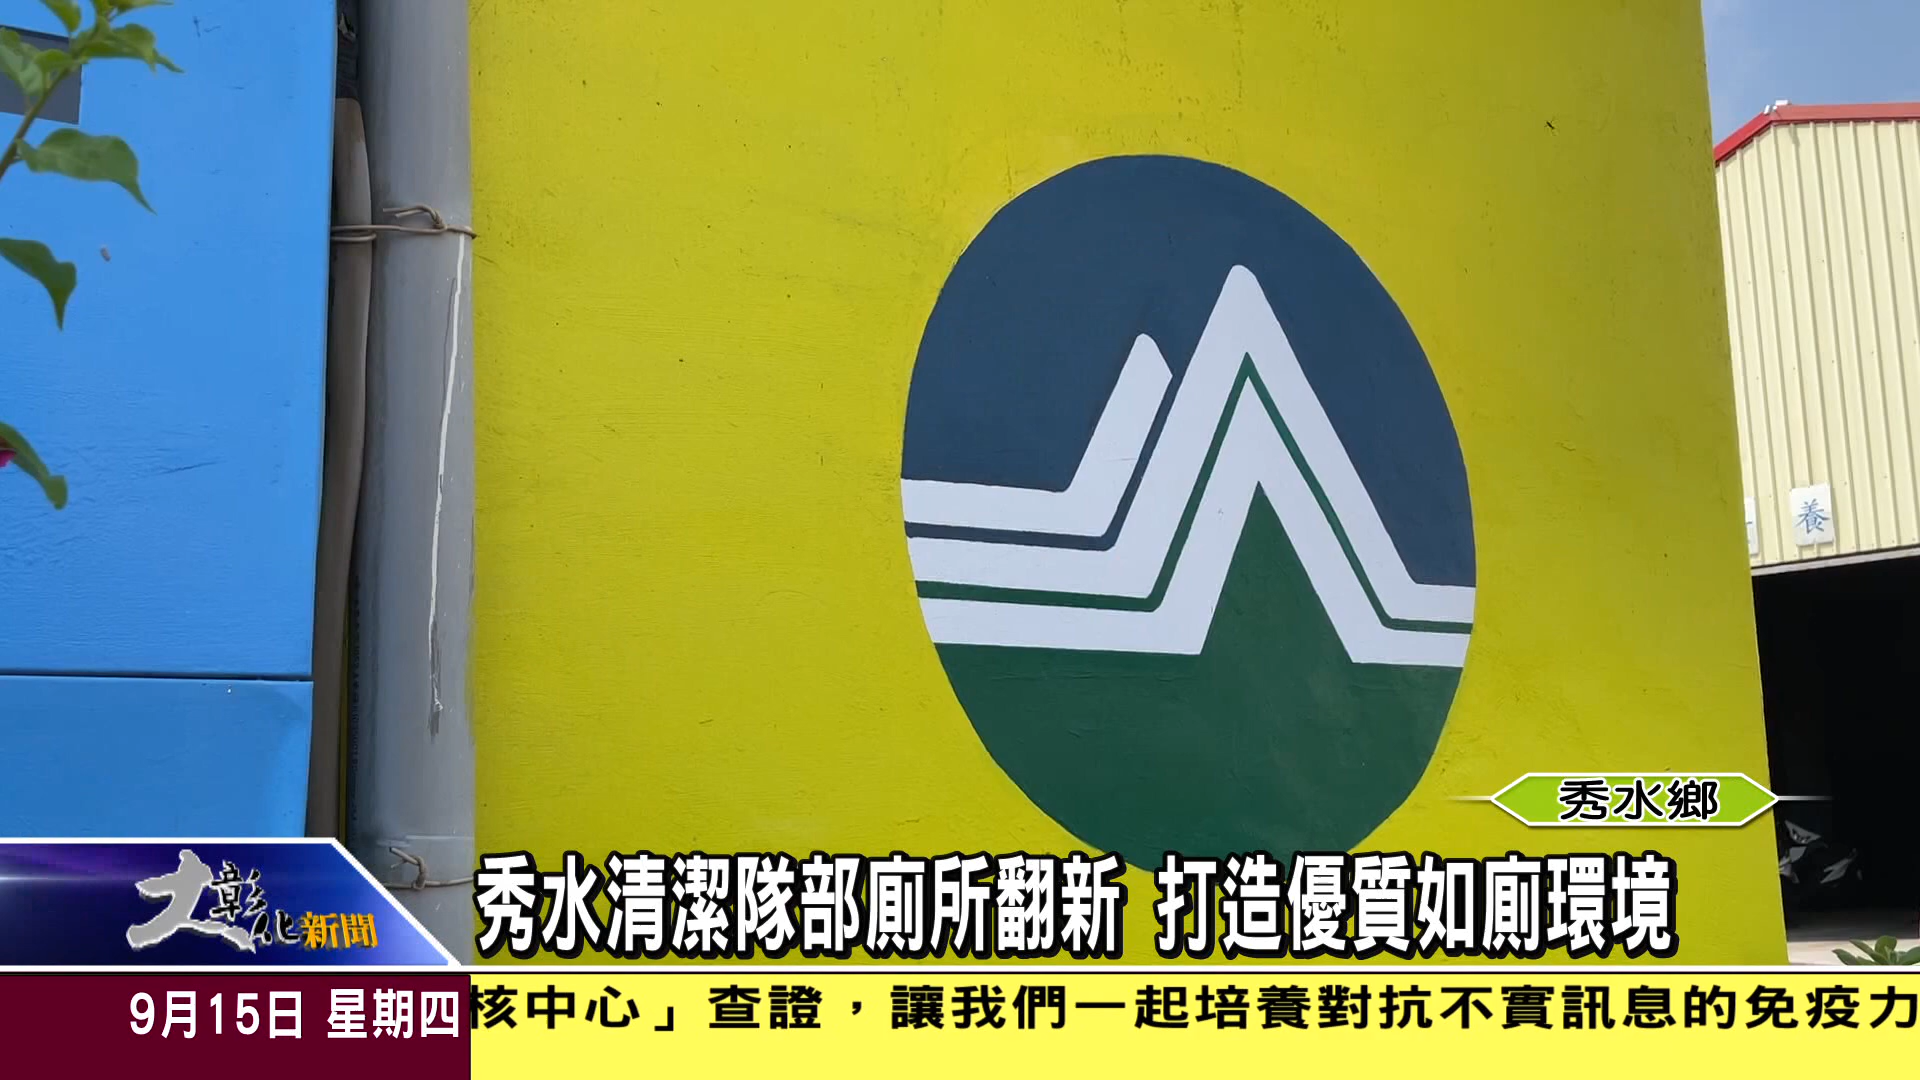 養
秀水鄉
大彰化新聞
秀水清潔隊部廁所翻新 打造優質如廁環境
9月15日 星期四
核中心」查證，讓我們一起培養對抗不實訊息的免疫力